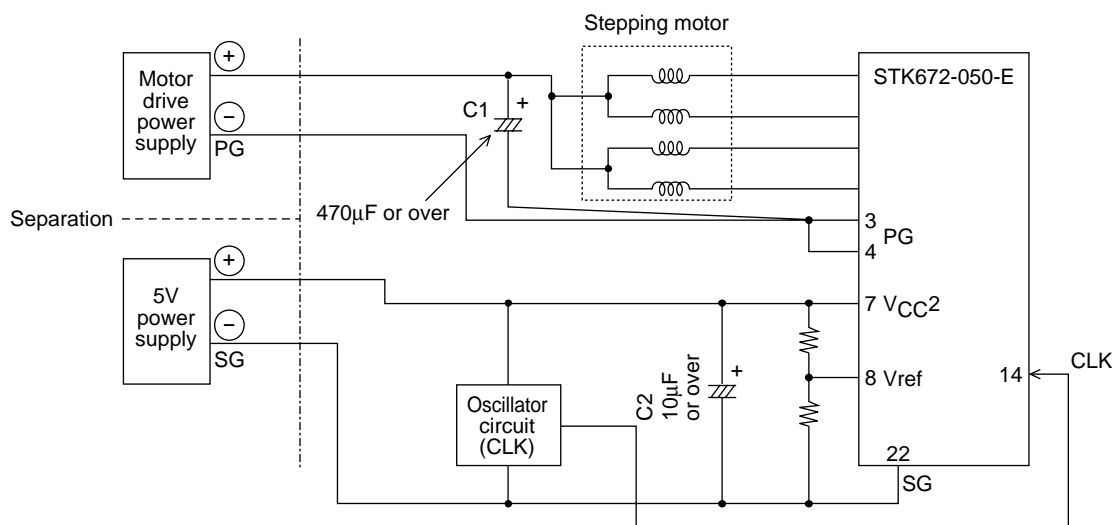 Stepping motor
STK672-050-E
Motor
drive
power
supply
+
−
PG
C1
+
470μF or over
Separation
3
PG
4
5V
power
supply
+
−
SG
7 VCC2
8 Vref
14
CLK
Oscillator
circuit
(CLK)
C2
10μF
or over
+
22
SG